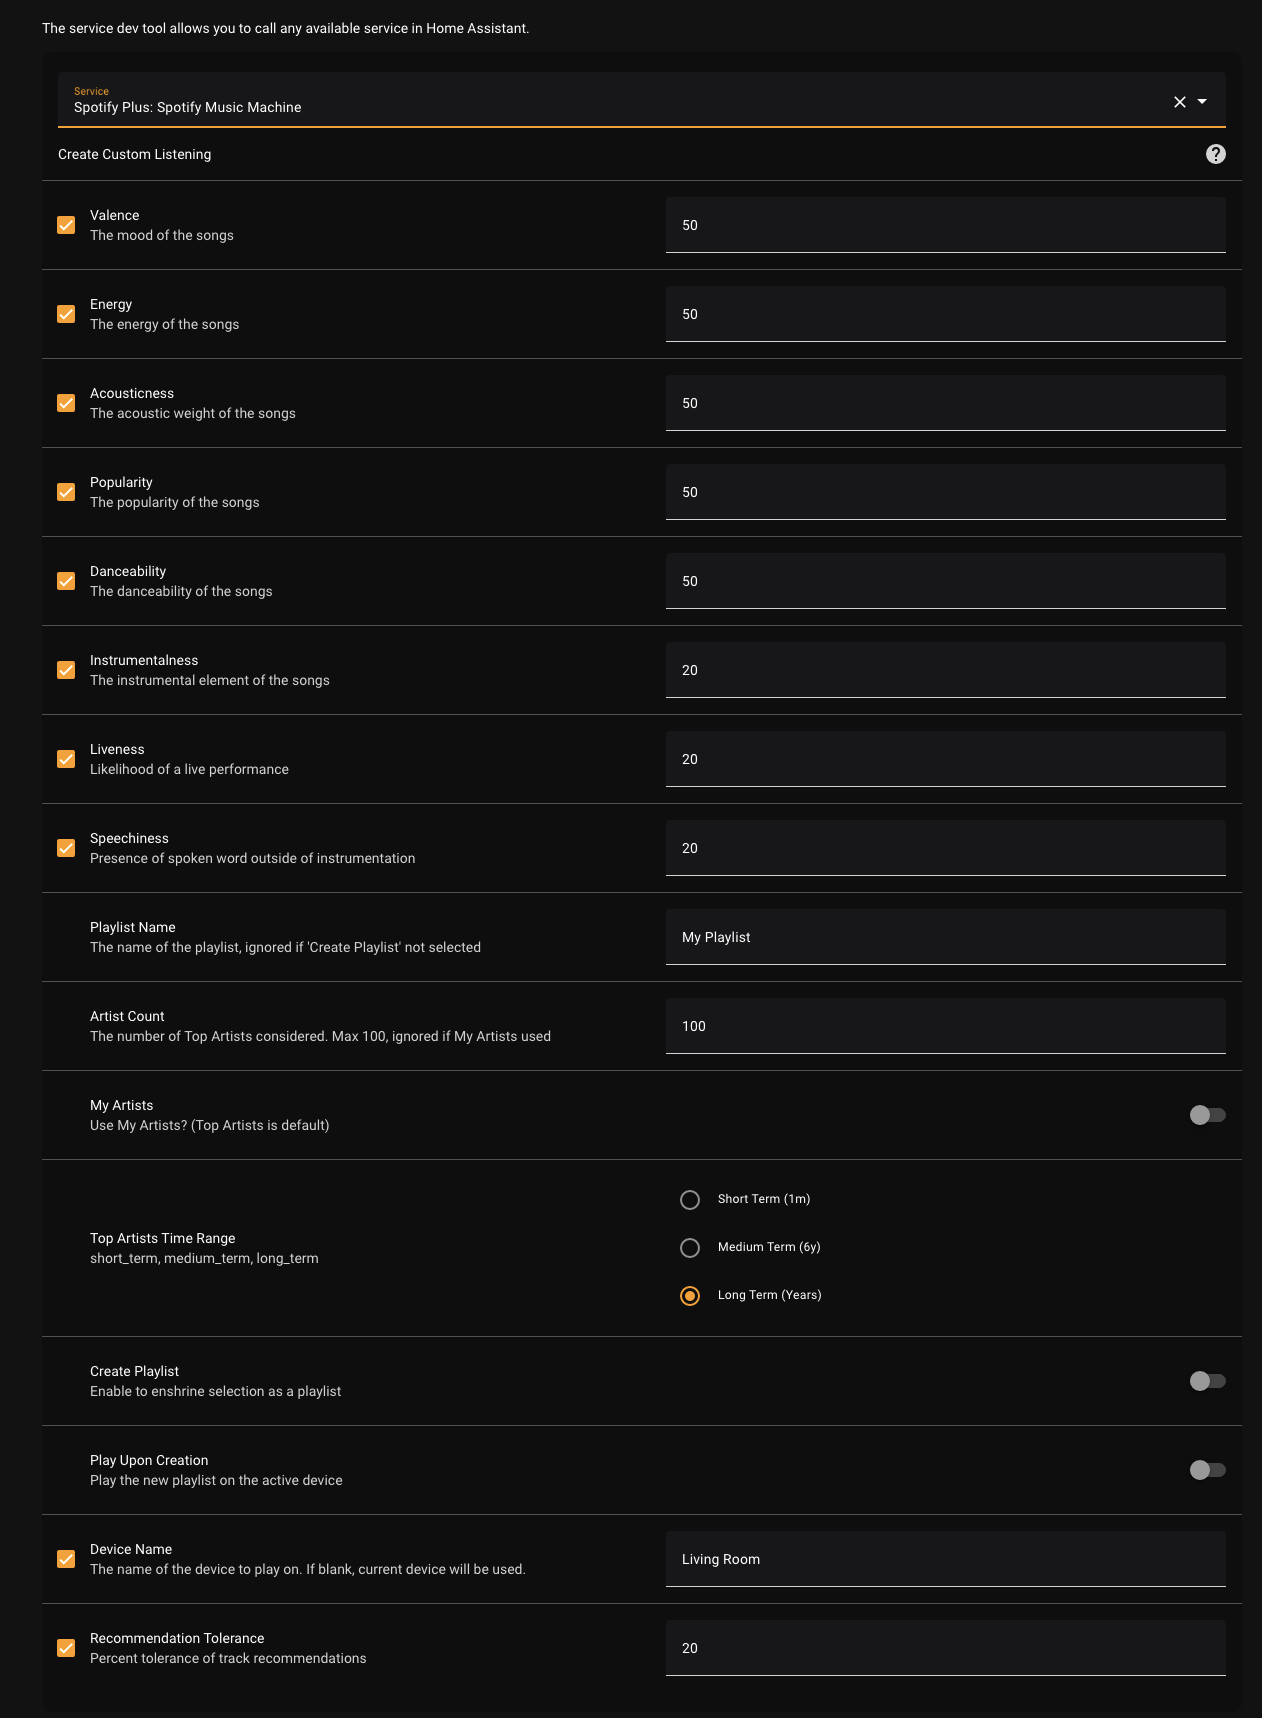 The service dev tool allows you to call any available service in Home Assistant.
Service
Spotify Plus: Spotify Music Machine
Create Custom Listening
Valence
The mood of the songs
50
Energy
The energy of the songs
50
Acousticness
The acoustic weight of the songs
50
Popularity
The popularity of the songs
50
Danceability
The danceability of the songs
50
Instrumentalness
The instrumental element of the songs
20
Liveness
Likelihood of a live performance
20
Speechiness
Presence of spoken word outside of instrumentation
20
Playlist Name
The name of the playlist, ignored if 'Create Playlist' not selected
My Playlist
Artist Count
The number of Top Artists considered. Max 100, ignored if My Artists used
100
My Artists
Use My Artists? (Top Artists is default)
Top Artists Time Range
short_term, medium_term, long_term
Short Term (1m)
Medium Term (6y)
Long Term (Years)
Create Playlist
Enable to enshrine selection as a playlist
Play Upon Creation
Play the new playlist on the active device
Device Name
The name of the device to play on. If blank, current device will be used.
Living Room
Recommendation Tolerance
Percent tolerance of track recommendations
20